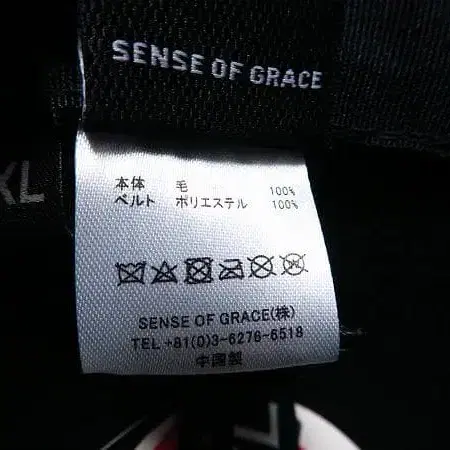 SENSE OF GRACE
XL
本体 毛 100%
ベルト ポリエステル 100%
SENSE OF GRACE(株)
TEL +81(0)3-6276-6518
中国製